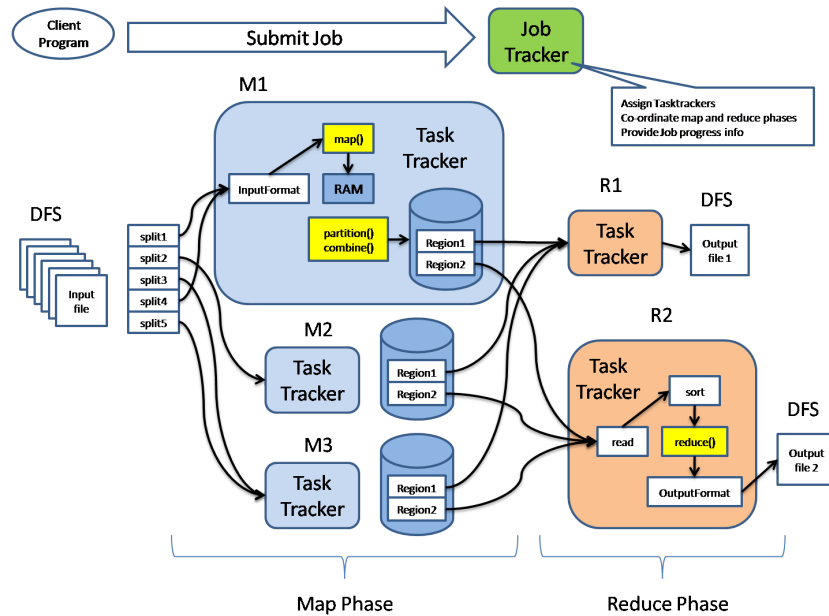 Client
Program
Submit Job
Job
Tracker
Assign Tasktrackers
Co-ordinate map and reduce phases
Provide Job progress info
M1
Task
Tracker
map()
InputFormat
RAM
partition()
combine()
Region1
Region2
DFS
Input
file
split1
split2
split3
split4
split5
M2
Task
Tracker
Region1
Region2
M3
Task
Tracker
Region1
Region2
R1
Task
Tracker
DFS
Output
file 1
R2
Task
Tracker
sort
read
reduce()
OutputFormat
DFS
Output
file 2
Map Phase
Reduce Phase